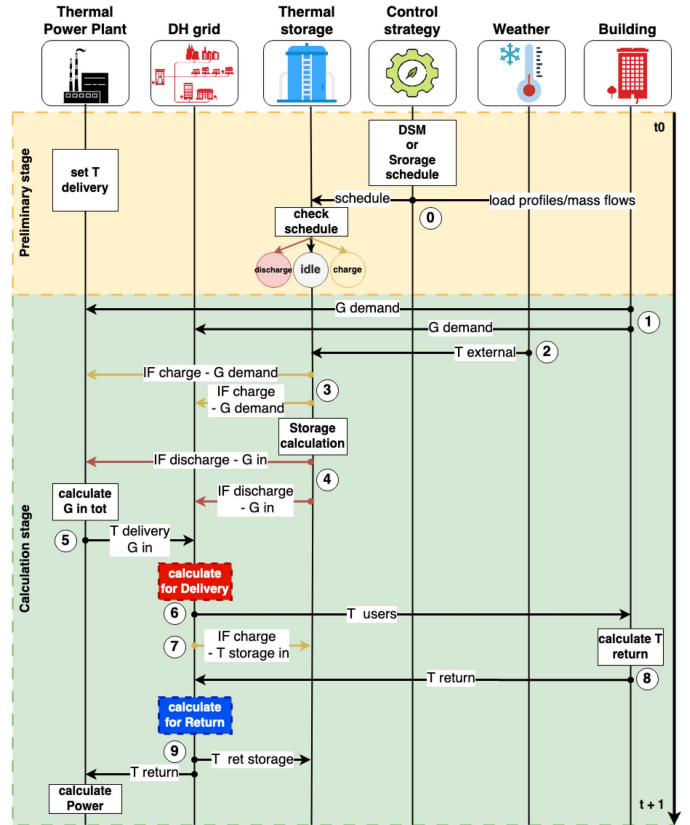 Thermal
Power Plant
DH grid
Thermal
storage
Control
strategy
Weather
Building
t0
Preliminary stage
set T
delivery
DSM
or
Srorage
schedule
schedule
load profiles/mass flows
0
check
schedule
discharge
idle
charge
Calculation stage
G demand
1
G demand
T external
2
IF charge - G demand
3
IF charge
- G demand
Storage
calculation
IF discharge - G in
4
calculate
G in tot
IF discharge
- G in
5
T delivery
G in
calculate
for Delivery
6
T users
7
IF charge
- T storage in
calculate T
return
T return
8
calculate
for Return
9
T ret storage
T return
calculate
Power
t + 1